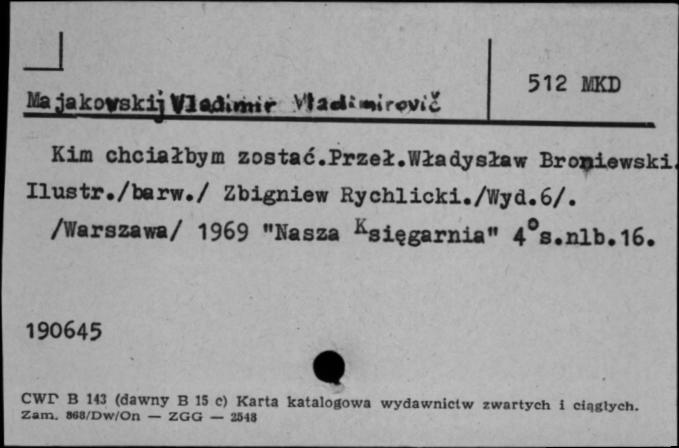 512 MKD
Majakovskij Vladimir Vladimirovič
Kim chciałbym zostać.Przeł.Władysław Broniewski.
Ilustr./barw./ Zbigniew Rychlicki./Wyd.6/.
/Warszawa/ 1969 "Nasza Księgarnia" 4°s.nlb.16.
190645
CWD B 143 (dawny B 15 c) Karta katalogowa wydawnictw zwartych i ciągłych.
Zam. 868/Dw/On — ZGG — 2548